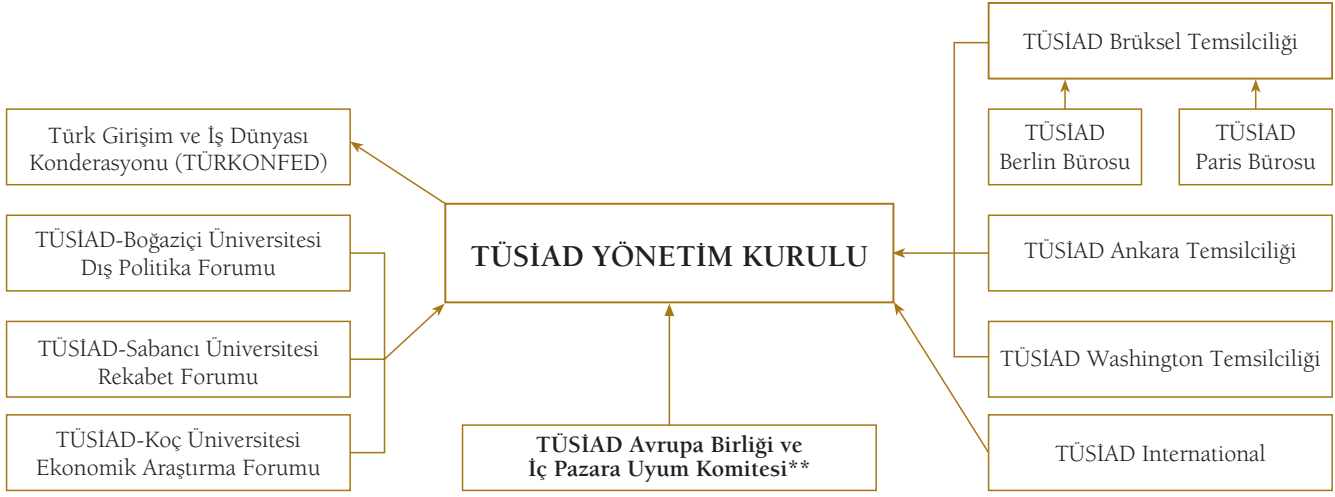 TÜSİAD Brüksel Temsilciliği
TÜSİAD
Berlin Bürosu
TÜSİAD
Paris Bürosu
Türk Girişim ve İş Dünyası
Konderasyonu (TÜRKONFED)
TÜSİAD-Boğaziçi Üniversitesi
Dış Politika Forumu
TÜSİAD YÖNETİM KURULU
TÜSİAD Ankara Temsilciliği
TÜSİAD-Sabancı Üniversitesi
Rekabet Forumu
TÜSİAD Washington Temsilciliği
TÜSİAD-Koç Üniversitesi
Ekonomik Araştırma Forumu
TÜSİAD Avrupa Birliği ve
İç Pazara Uyum Komitesi**
TÜSİAD International